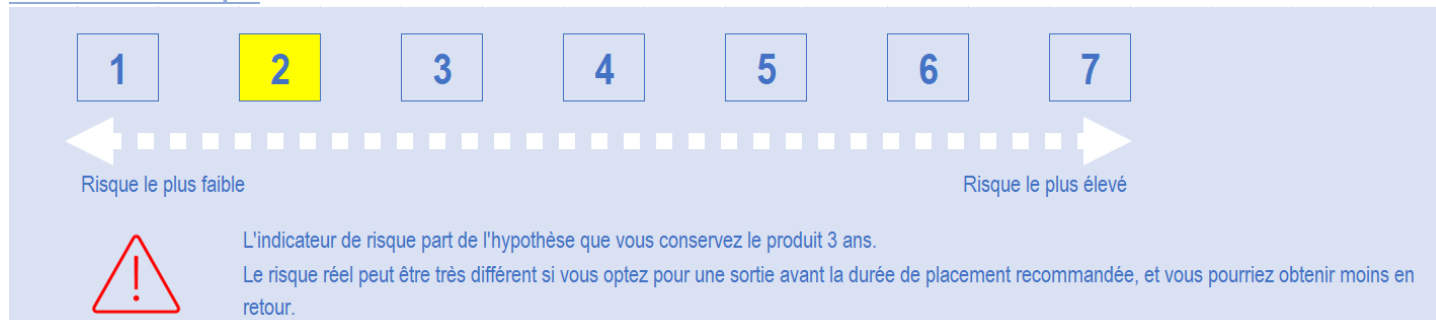 1 2 3 4 5 6 7
Risque le plus faible Risque le plus élevé
L'indicateur de risque part de l'hypothèse que vous conservez le produit 3 ans.
Le risque réel peut être très différent si vous optez pour une sortie avant la durée de placement recommandée, et vous pourriez obtenir moins en
retour.